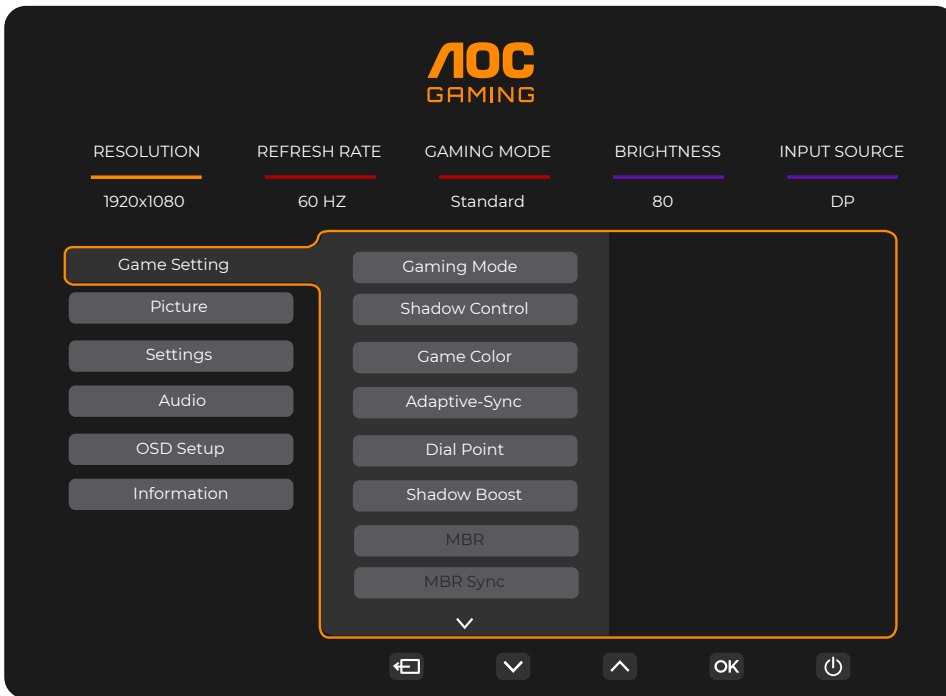 AOC
GAMING
RESOLUTION REFRESH RATE GAMING MODE BRIGHTNESS INPUT SOURCE
1920x1080 60 HZ Standard 80 DP
Game Setting
Picture
Settings
Audio
OSD Setup
Information
Gaming Mode
Shadow Control
Game Color
Adaptive-Sync
Dial Point
Shadow Boost
MBR
MBR Sync
OK